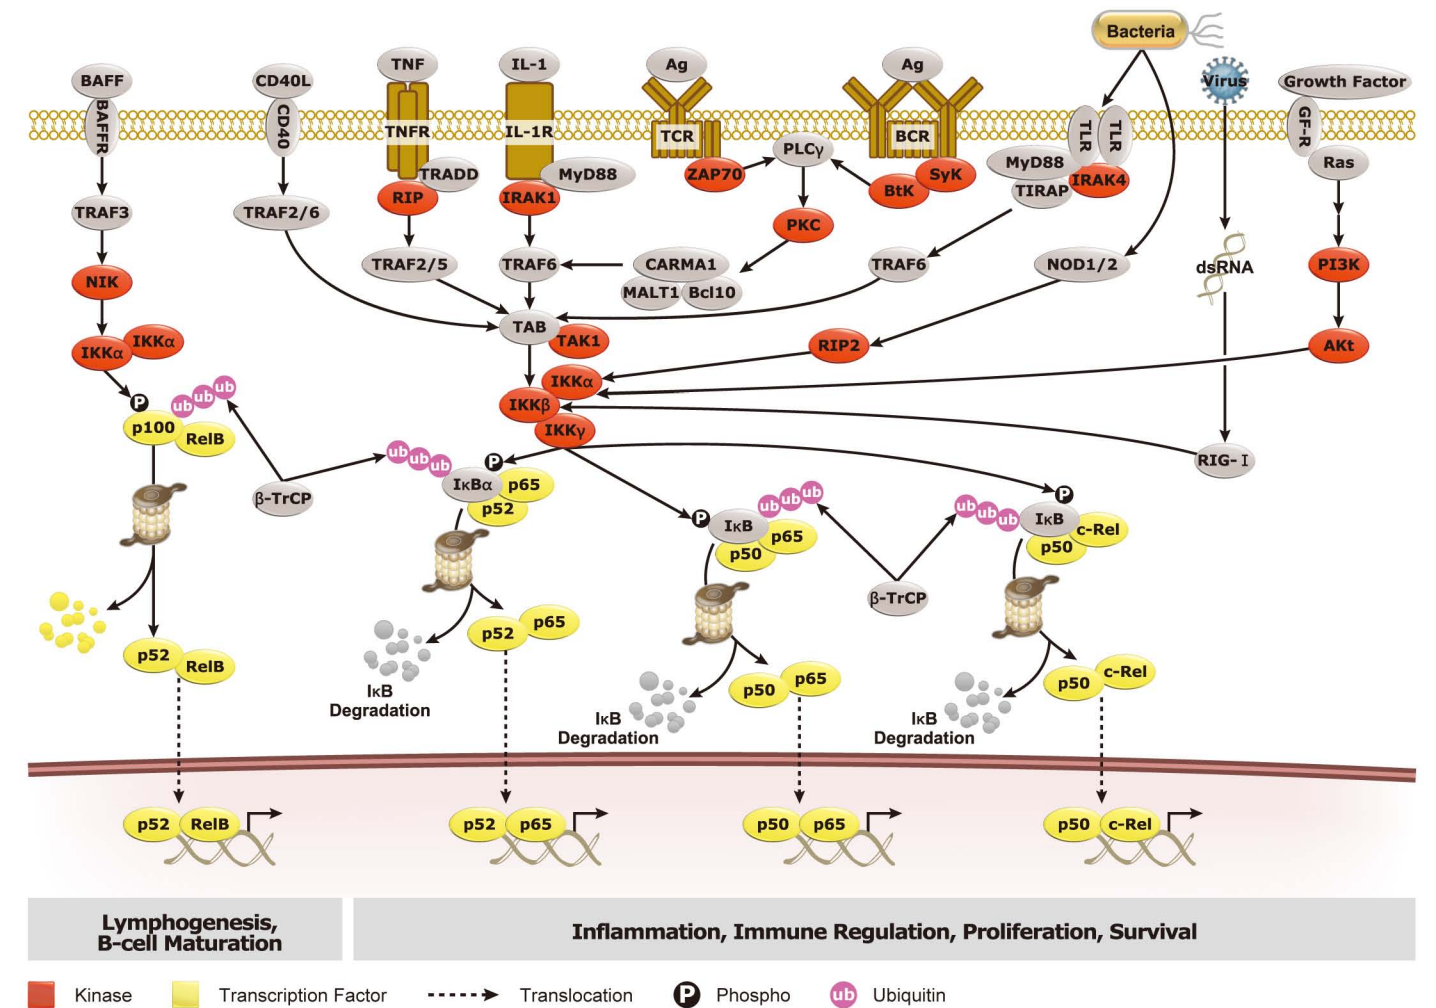 Bacteria
BAFF
CD40L
TNF
IL-1
Ag
Ag
Virus
Growth Factor
BAFFR
CD40
TNFR
IL-1R
TCR
BCR
TLR
TLR
GF-R
PLCγ
TRADD
MyD88
ZAP70
BtK
SyK
MyD88
TIRAP
IRAK4
Ras
RIP
IRAK1
TRAF3
TRAF2/6
PKC
TRAF2/5
TRAF6
CARMA1
MALT1
Bcl10
TRAF6
NOD1/2
dsRNA
PI3K
NIK
TAB
TAK1
RIP2
AKt
IKKα
IKKα
IKKα
IKKβ
IKKγ
P
ub
ub
ub
p100
RelB
RIG-I
β-TrCP
ub
ub
ub
P
IκBα
p65
p52
P
ub
ub
ub
IκB
p65
p50
ub
ub
ub
P
IκB
c-Rel
p50
β-TrCP
p52
RelB
p52
p65
p50
p65
p50
c-Rel
IκB
Degradation
IκB
Degradation
IκB
Degradation
p52
RelB
p52
p65
p50
p65
p50
c-Rel
Lymphogenesis,
B-cell Maturation
Inflammation, Immune Regulation, Proliferation, Survival
Kinase
Transcription Factor
Translocation
P
Phospho
ub
Ubiquitin